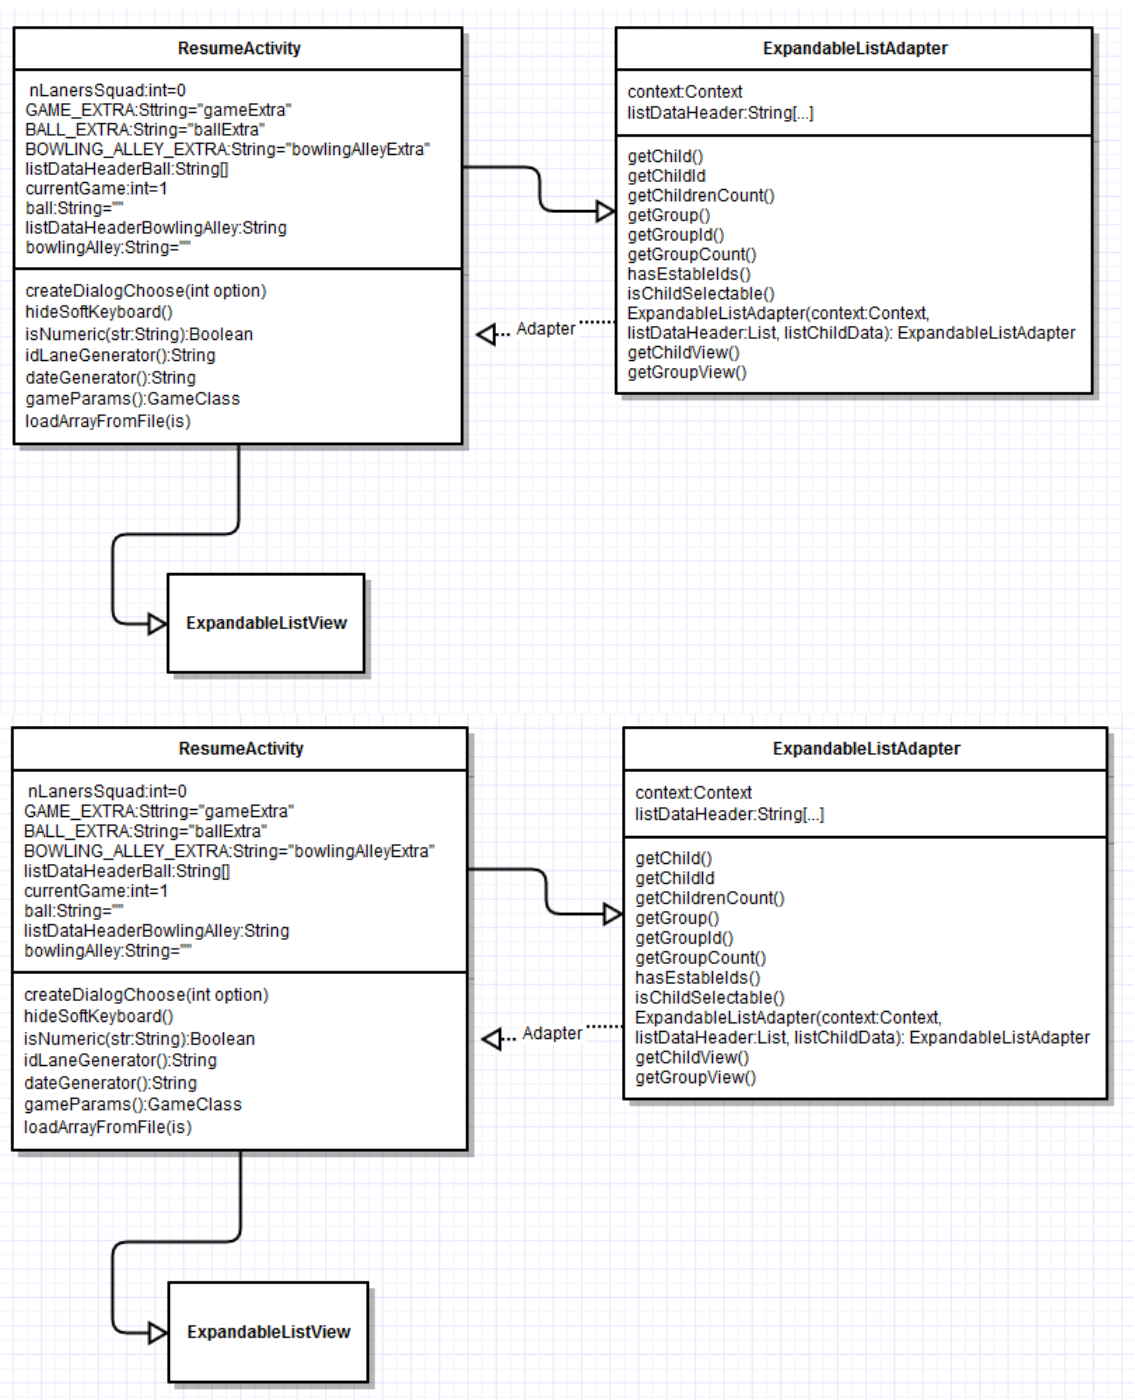 ResumeActivity
nLanersSquad:int=0
GAME_EXTRA:Sttring="gameExtra"
BALL_EXTRA:String="ballExtra"
BOWLING_ALLEY_EXTRA:String="bowlingAlleyExtra"
listDataHeaderBall:String[]
currentGame:int=1
ball:String=""
listDataHeaderBowlingAlley:String
bowlingAlley:String=""
createDialogChoose(int option)
hideSoftKeyboard()
isNumeric(str:String):Boolean
idLaneGenerator():String
dateGenerator():String
gameParams():GameClass
loadArrayFromFile(is)
ExpandableListAdapter
context:Context
listDataHeader:String[...]
getChild()
getChildId
getChildrenCount()
getGroup()
getGroupId()
getGroupCount()
hasEstableIds()
isChildSelectable()
ExpandableListAdapter(context:Context,
listDataHeader:List, listChildData): ExpandableListAdapter
getChildView()
getGroupView()
Adapter
ExpandableListView
ResumeActivity
nLanersSquad:int=0
GAME_EXTRA:Sttring="gameExtra"
BALL_EXTRA:String="ballExtra"
BOWLING_ALLEY_EXTRA:String="bowlingAlleyExtra"
listDataHeaderBall:String[]
currentGame:int=1
ball:String=""
listDataHeaderBowlingAlley:String
bowlingAlley:String=""
createDialogChoose(int option)
hideSoftKeyboard()
isNumeric(str:String):Boolean
idLaneGenerator():String
dateGenerator():String
gameParams():GameClass
loadArrayFromFile(is)
ExpandableListAdapter
context:Context
listDataHeader:String[...]
getChild()
getChildId
getChildrenCount()
getGroup()
getGroupId()
getGroupCount()
hasEstableIds()
isChildSelectable()
ExpandableListAdapter(context:Context,
listDataHeader:List, listChildData): ExpandableListAdapter
getChildView()
getGroupView()
Adapter
ExpandableListView